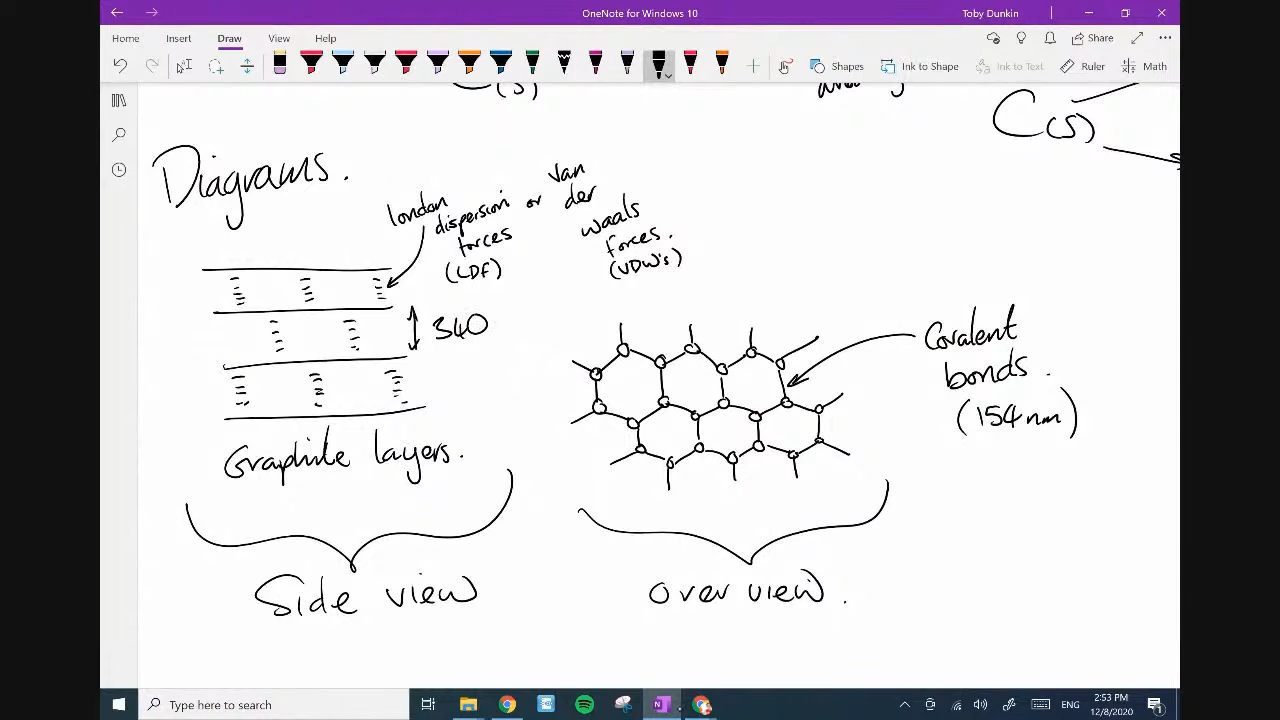 OneNote for Windows 10
Toby Dunkin
Home
Insert
Draw
View
Help
Share
Shapes
Ink to Shape
Ink to Text
Ruler
Math
(s)
C(s)
Diagrams.
london
dispersion
forces
(LDF)
or
van
der
waals
forces.
(VDW's)
340
Graphite layers.
Covalent
bonds.
(154nm)
Side view
Over view.
Type here to search
ENG
2:53 PM
12/8/2020
1